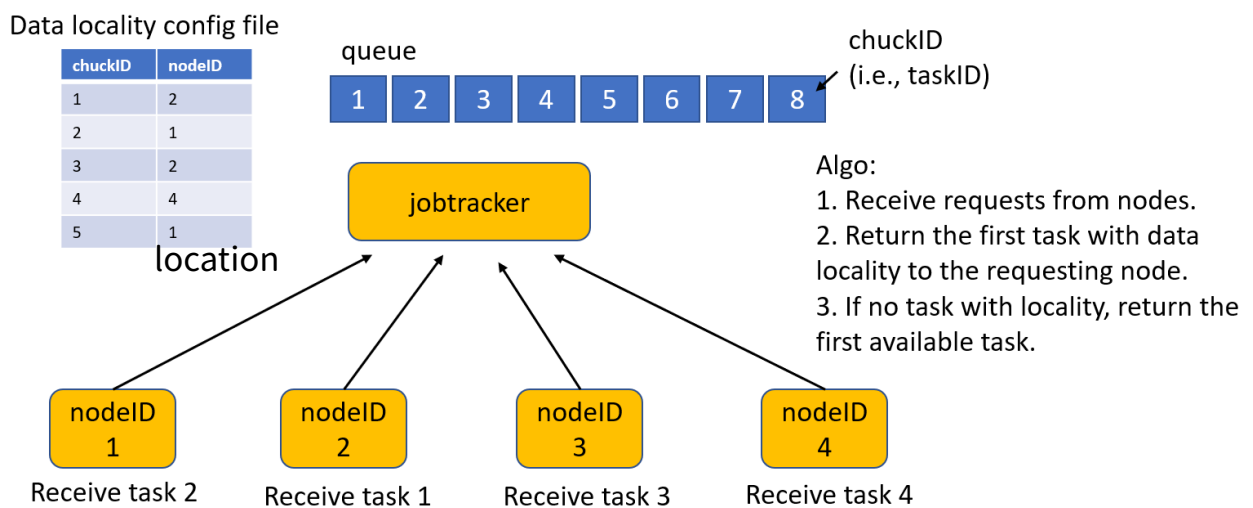 Data locality config file
chuckID nodeID
1 2
2 1
3 2
4 4
5 1
location
queue
1 2 3 4 5 6 7 8
chuckID
(i.e., taskID)
jobtracker
Algo:
1. Receive requests from nodes.
2. Return the first task with data
locality to the requesting node.
3. If no task with locality, return the
first available task.
nodeID
1
Receive task 2
nodeID
2
Receive task 1
nodeID
3
Receive task 3
nodeID
4
Receive task 4